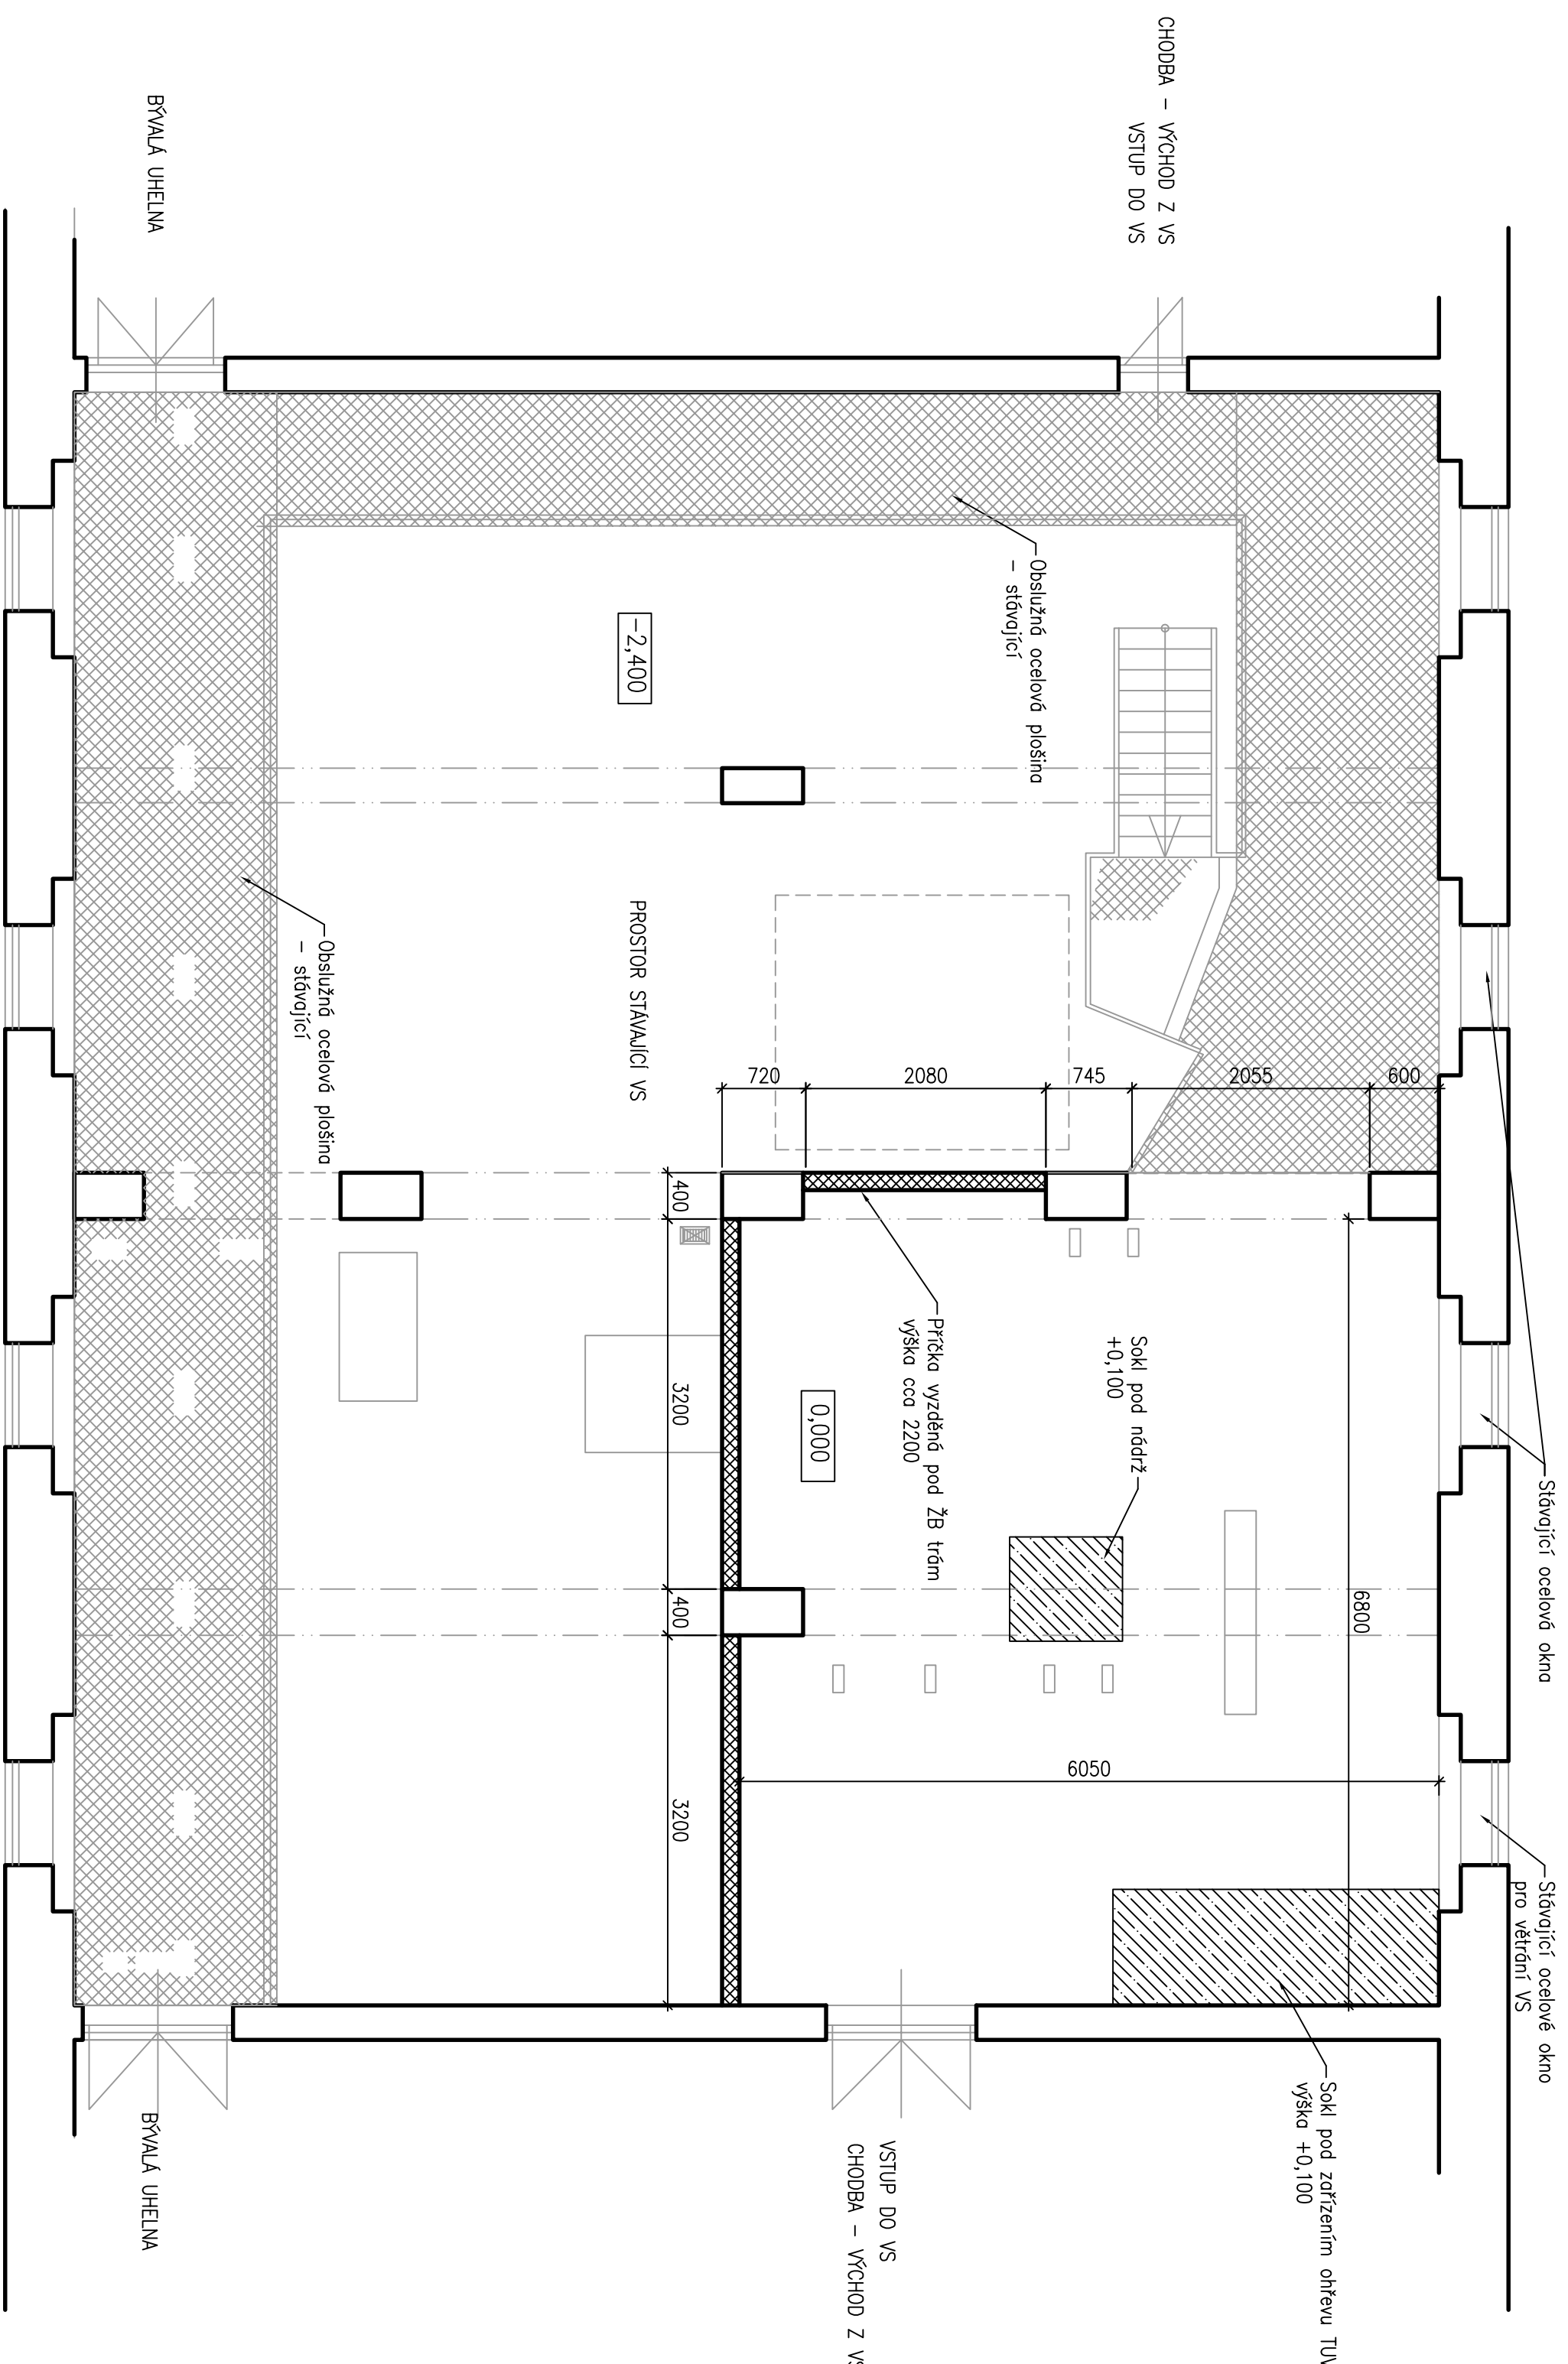 Stávající ocelová okna
Stávající ocelové okno
pro větrání VS
CHODBA – VÝCHOD Z VS
VSTUP DO VS
600
2055
745
2080
720
6800
Sokl pod zařízením ohřevu TUV
výška +0,100
Sokl pod nádrž
+0,100
6050
Obslužná ocelová plošina
– stávající
Příčka vyzděná pod ŽB trám
výška cca 2200
0,000
VSTUP DO VS
CHODBA – VÝCHOD Z VS
400
3200
400
3200
-2,400
PROSTOR STÁVAJÍCÍ VS
Obslužná ocelová plošina
– stávající
BÝVALÁ UHELNA
BÝVALÁ UHELNA